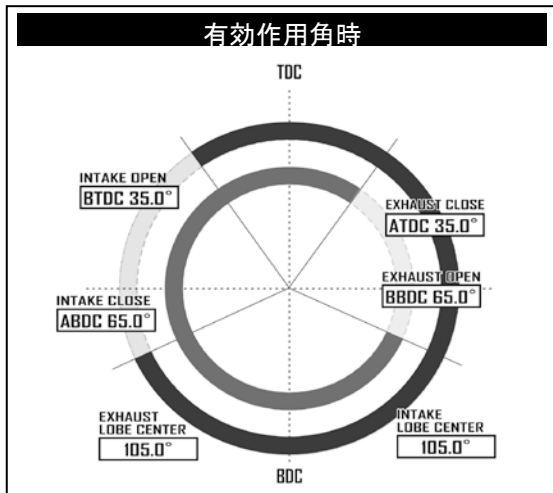 有効作用角時
TDC
INTAKE OPEN
BTDC 35.0°
EXHAUST CLOSE
ATDC 35.0°
EXHAUST OPEN
BBDC 65.0°
INTAKE CLOSE
ABDC 65.0°
EXHAUST
LOBE CENTER
105.0°
INTAKE
LOBE CENTER
105.0°
BDC